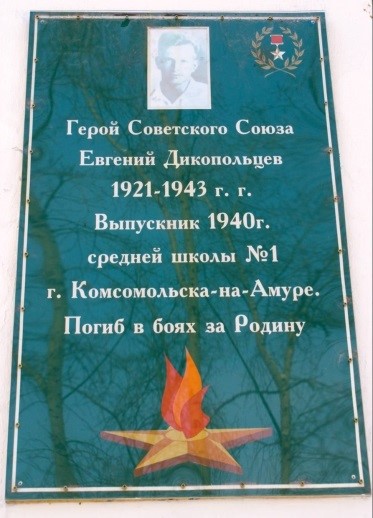 Герой Советского Союза
Евгений Дикопольцев
1921-1943 г. г.
Выпускник 1940г.
средней школы №1
г. Комсомольска-на-Амуре.
Погиб в боях за Родину